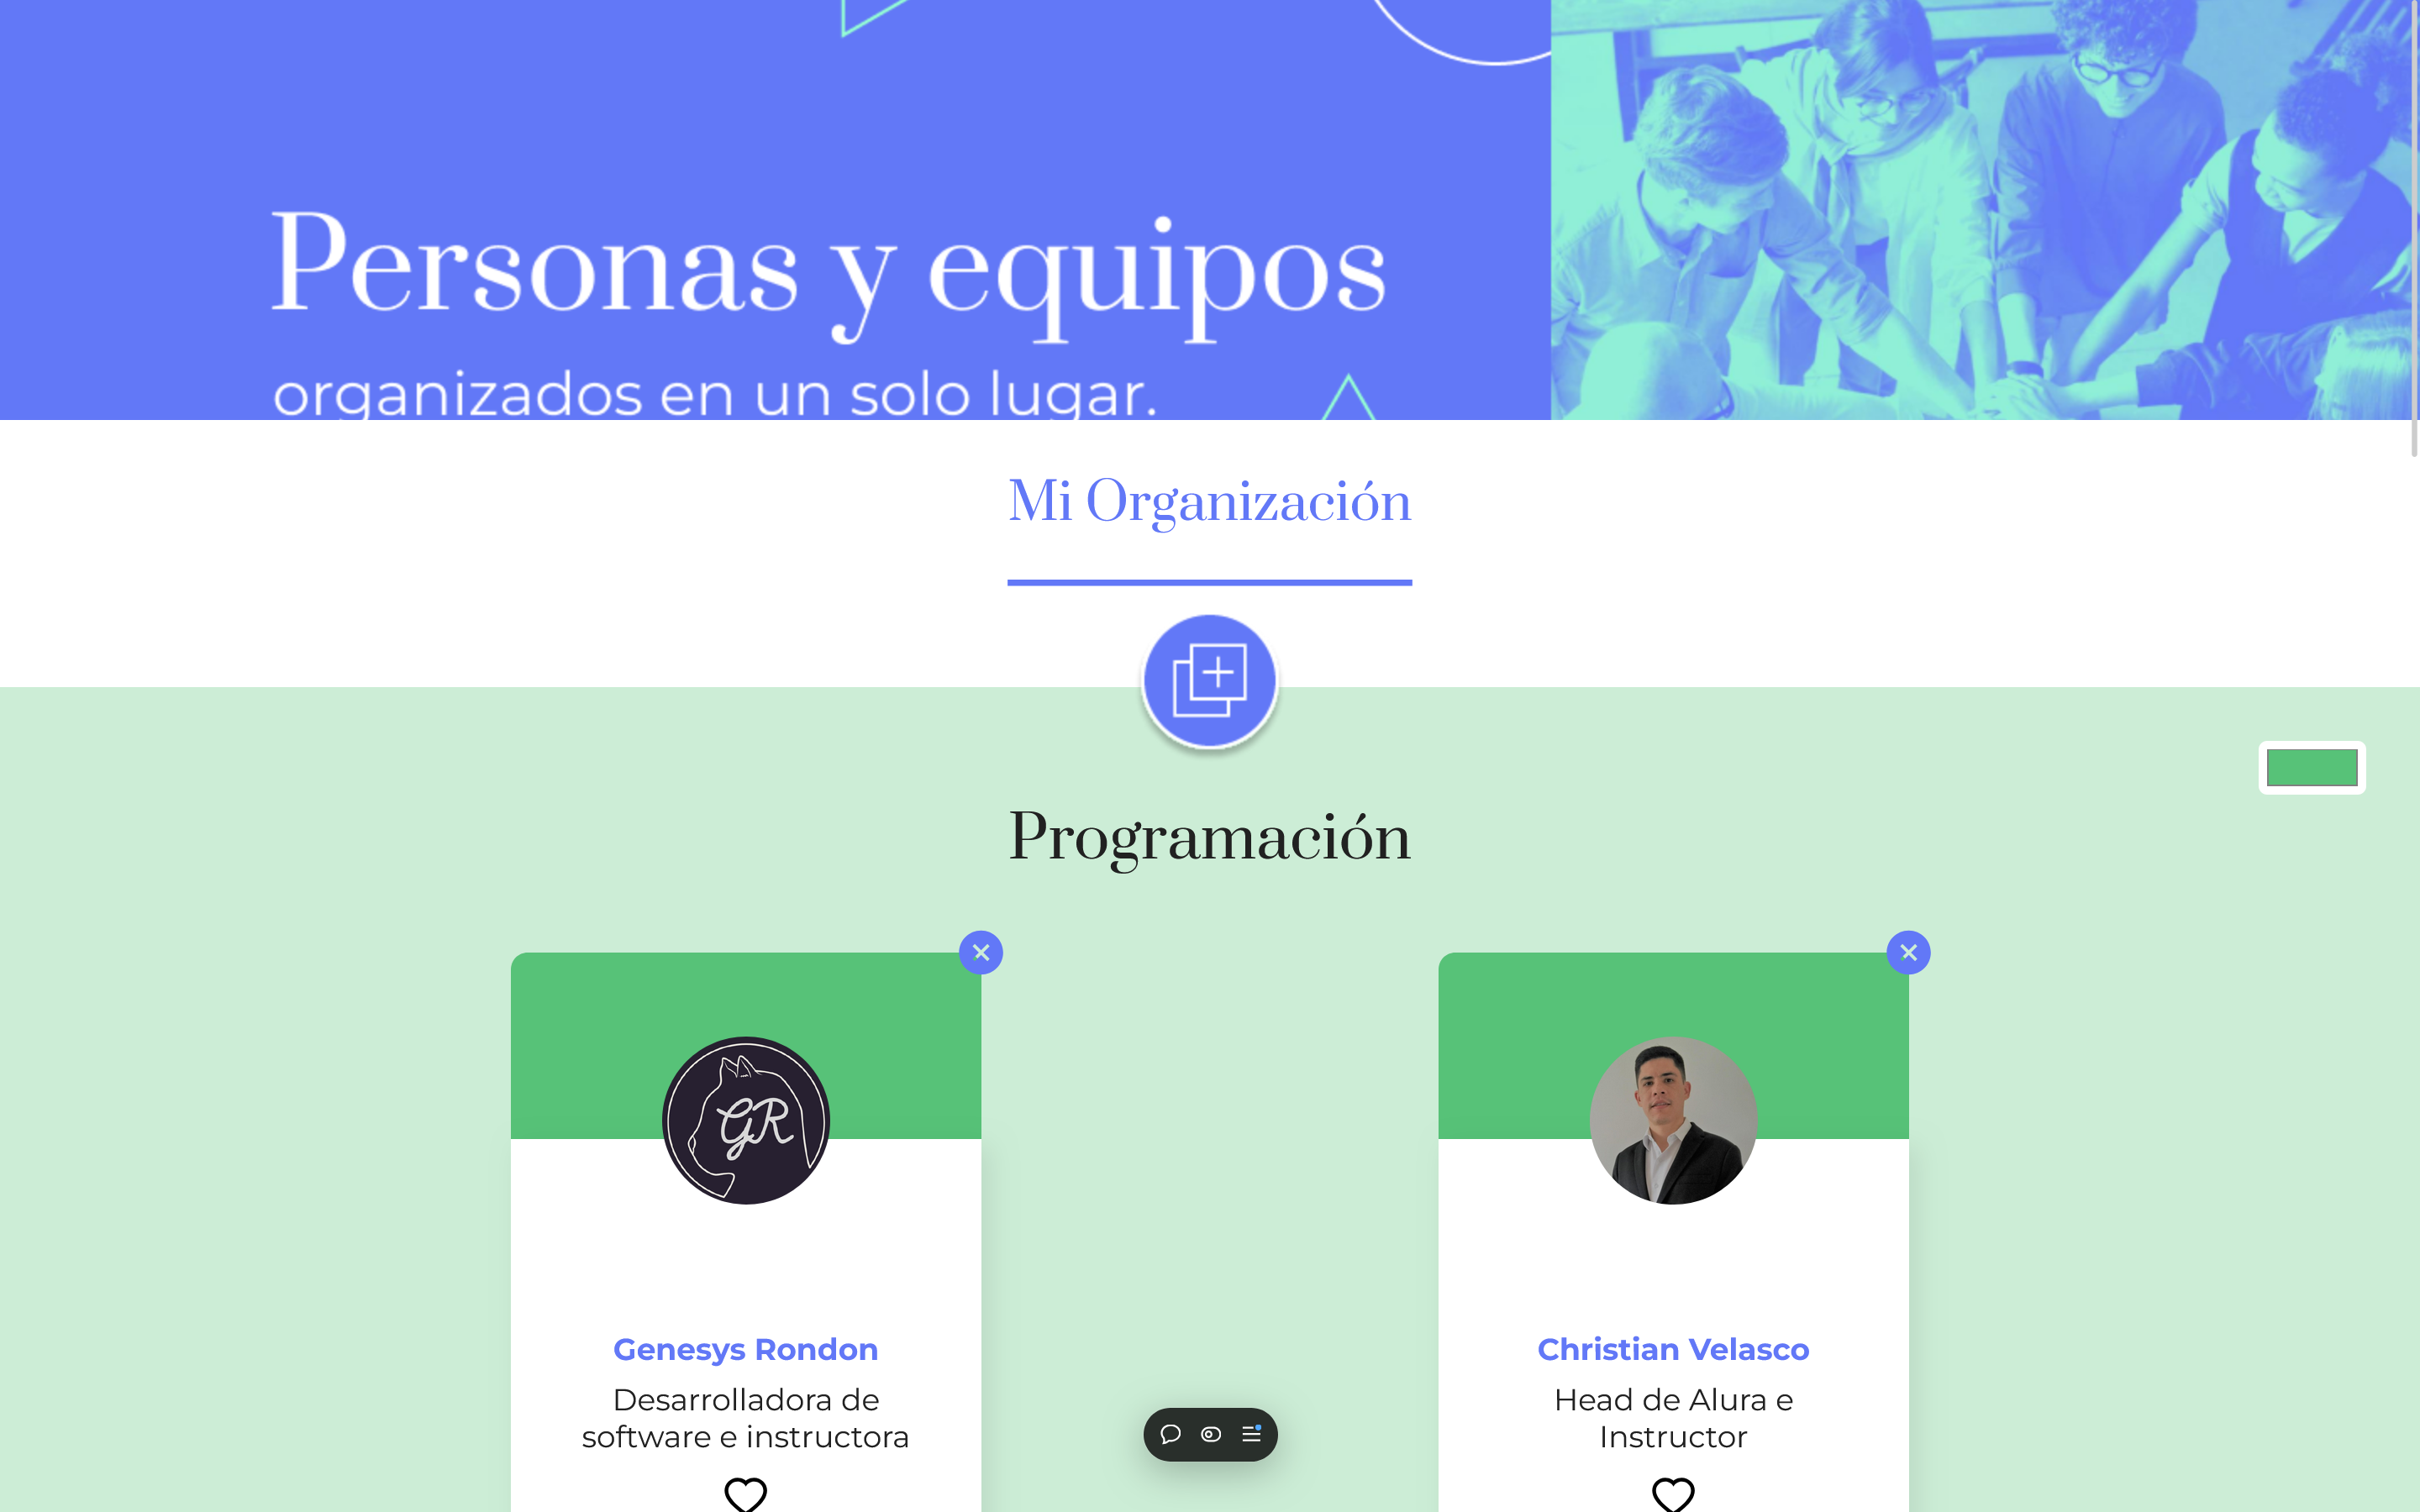 Personas y equipos
organizados en un solo lugar.
Mi Organización
Programación
GR
Genesys Rondon
Desarrolladora de
software e instructora
Christian Velasco
Head de Alura e
Instructor